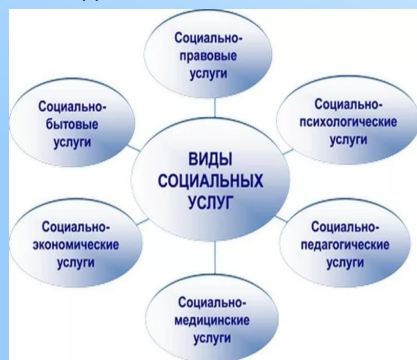 Социально-
правовые
услуги
Социально-
бытовые
услуги
Социально-
психологические
услуги
ВИДЫ
СОЦИАЛЬНЫХ
УСЛУГ
Социально-
экономические
услуги
Социально-
педагогические
услуги
Социально-
медицинские
услуги